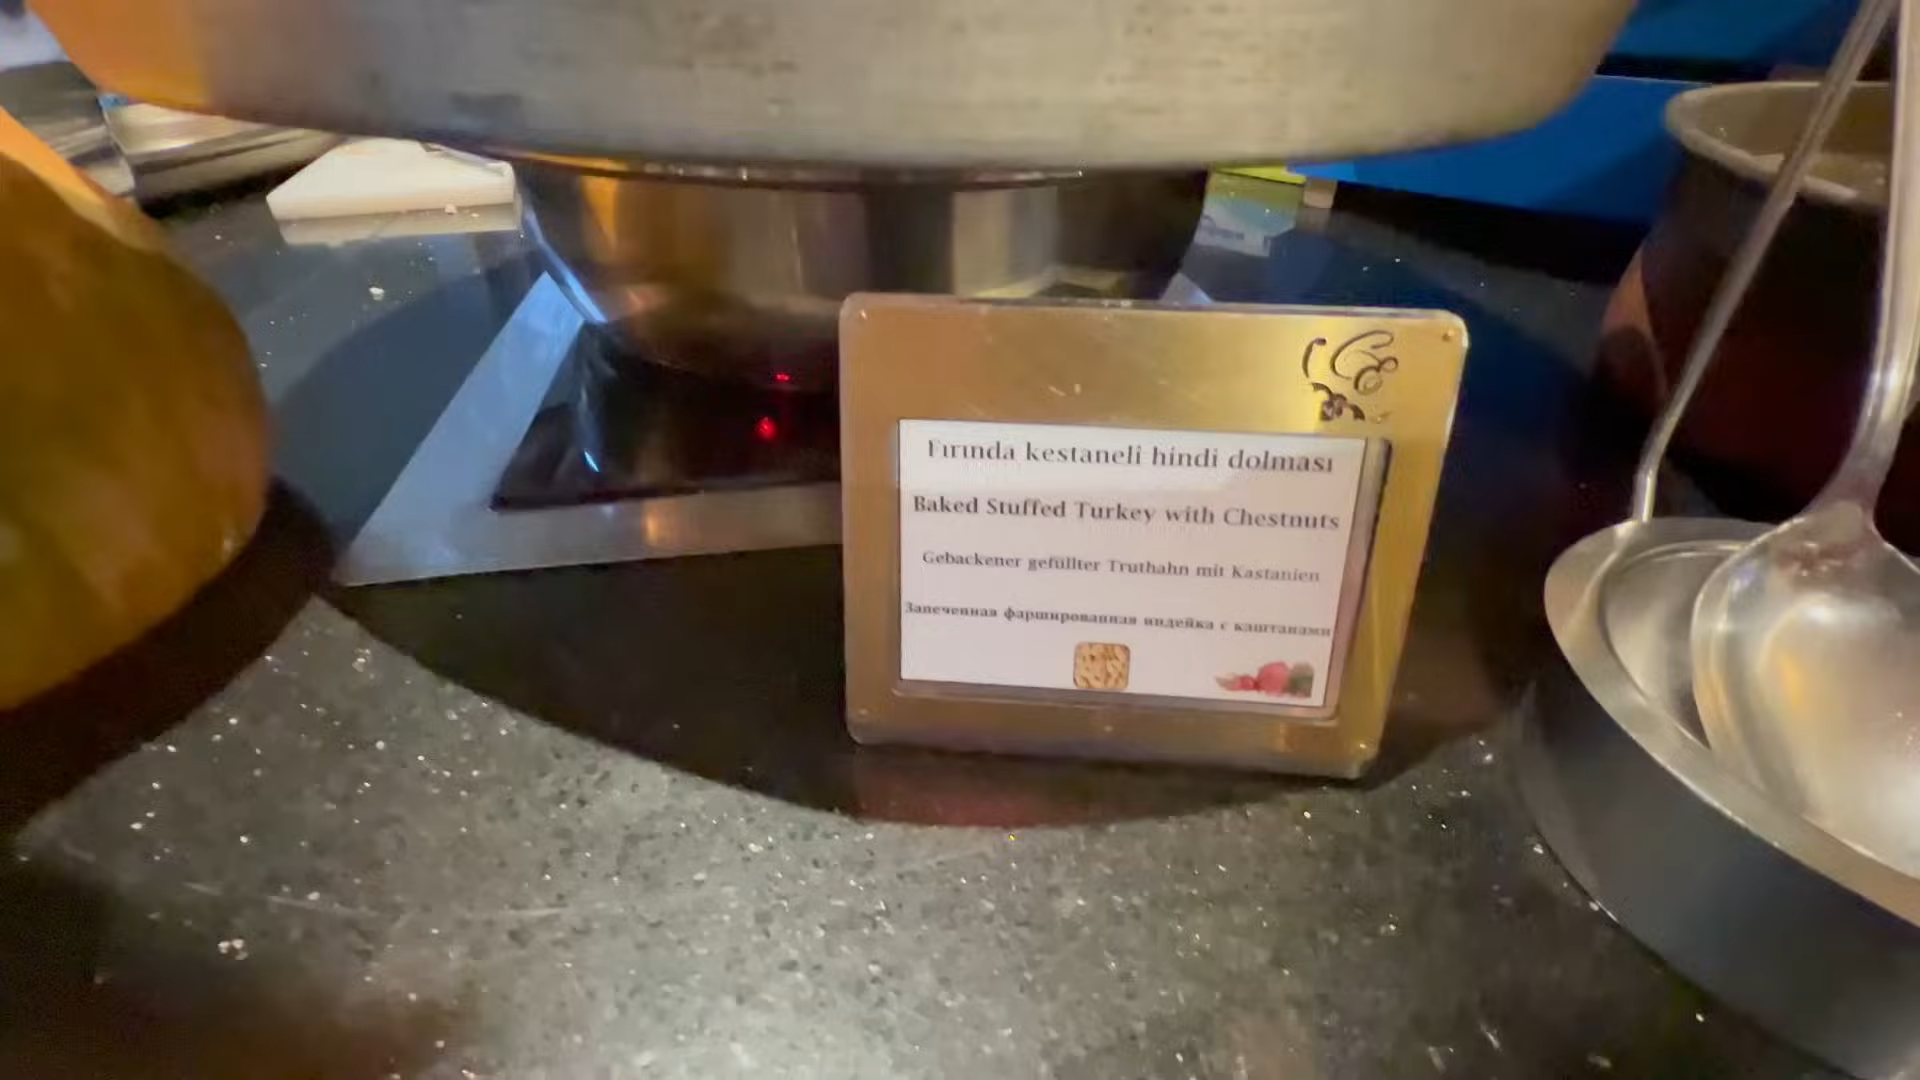 Fırında kestaneli hindi dolması
Baked Stuffed Turkey with Chestnuts
Gebackener gefüllter Truthahn mit Kastanien
Запеченная фаршированная индейка с каштанами